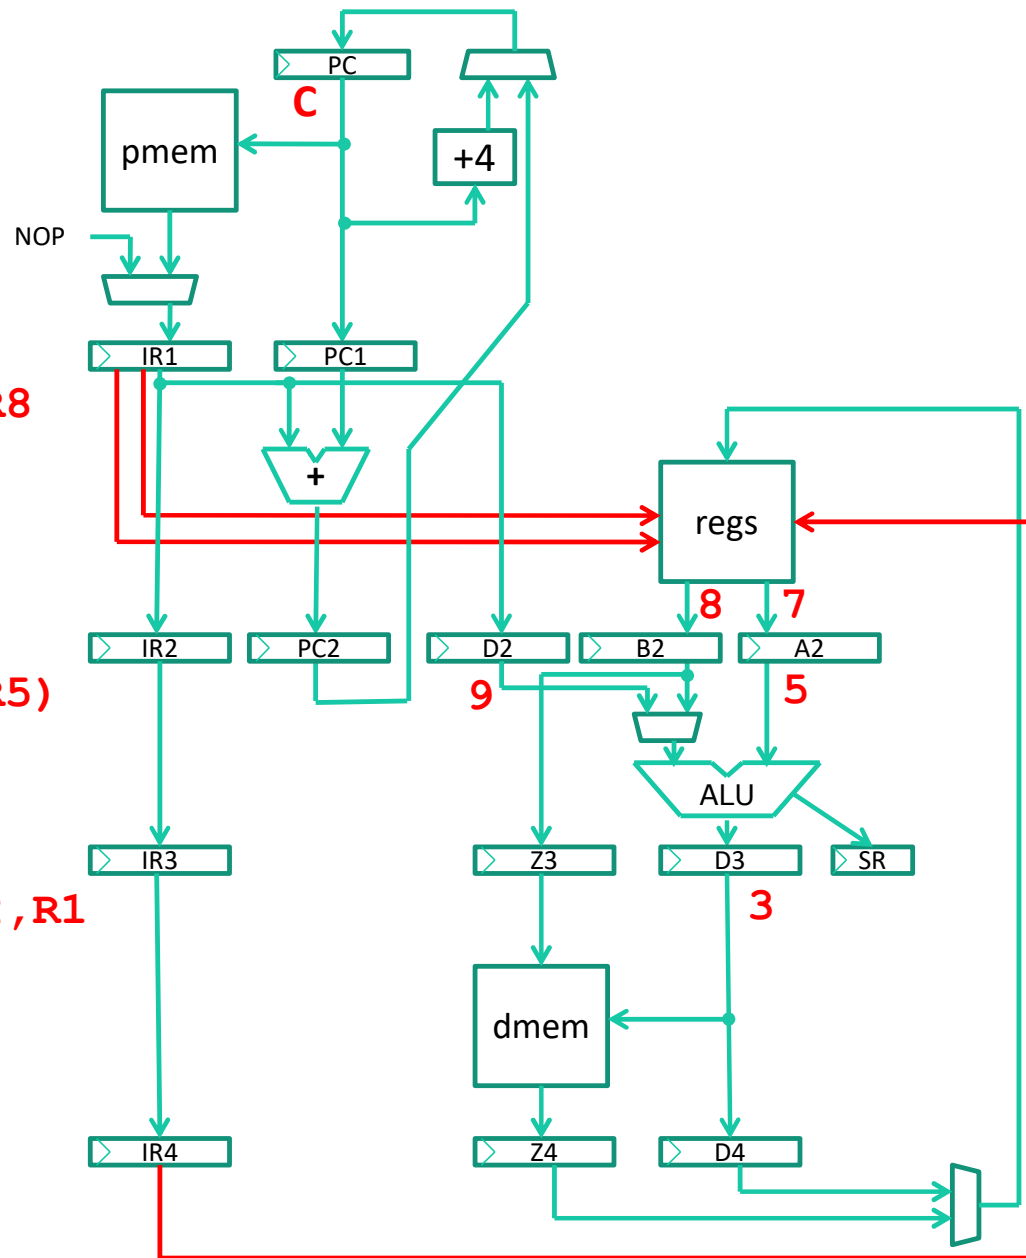 PC
C
pmem
+4
NOP
IR1
PC1
R8
+
regs
8
7
IR2
PC2
D2
B2
A2
R5)
9
5
ALU
IR3
Z3
D3
SR
,R1
3
dmem
IR4
Z4
D4